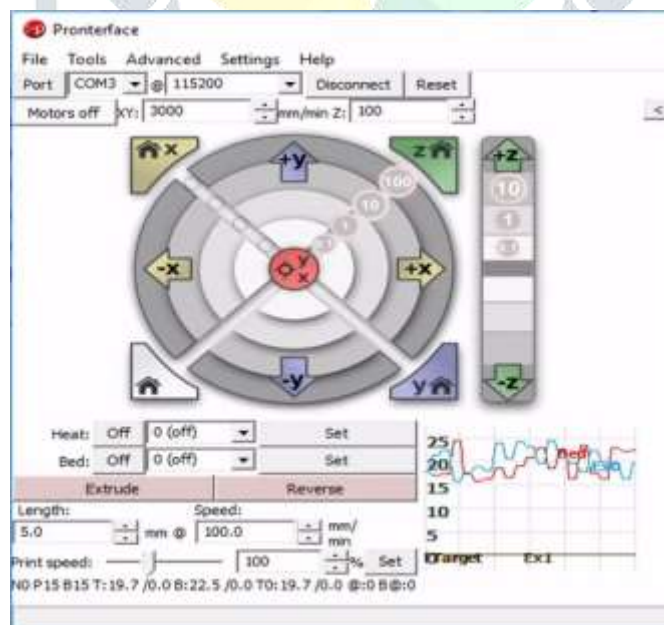 Pronterface
File Tools Advanced Settings Help
Port COM3 @ 115200 Disconnect Reset
Motors off XY: 3000 mm/min Z: 100 <
x z +z
+y
100
10 10
1 1
y
x
-x +x
-y
y -z
Heat: Off 0 (off) Set
Bed: Off 0 (off) Set
Extrude Reverse
Length: Speed:
5.0 mm @ 100.0 mm/
min
Print speed: 100 % Set
25
20 Bed
15
10
5
Target Ex1
N0 P15 B15 T:19.7 /0.0 B:22.5 /0.0 T0:19.7 /0.0 @:0 B@:0